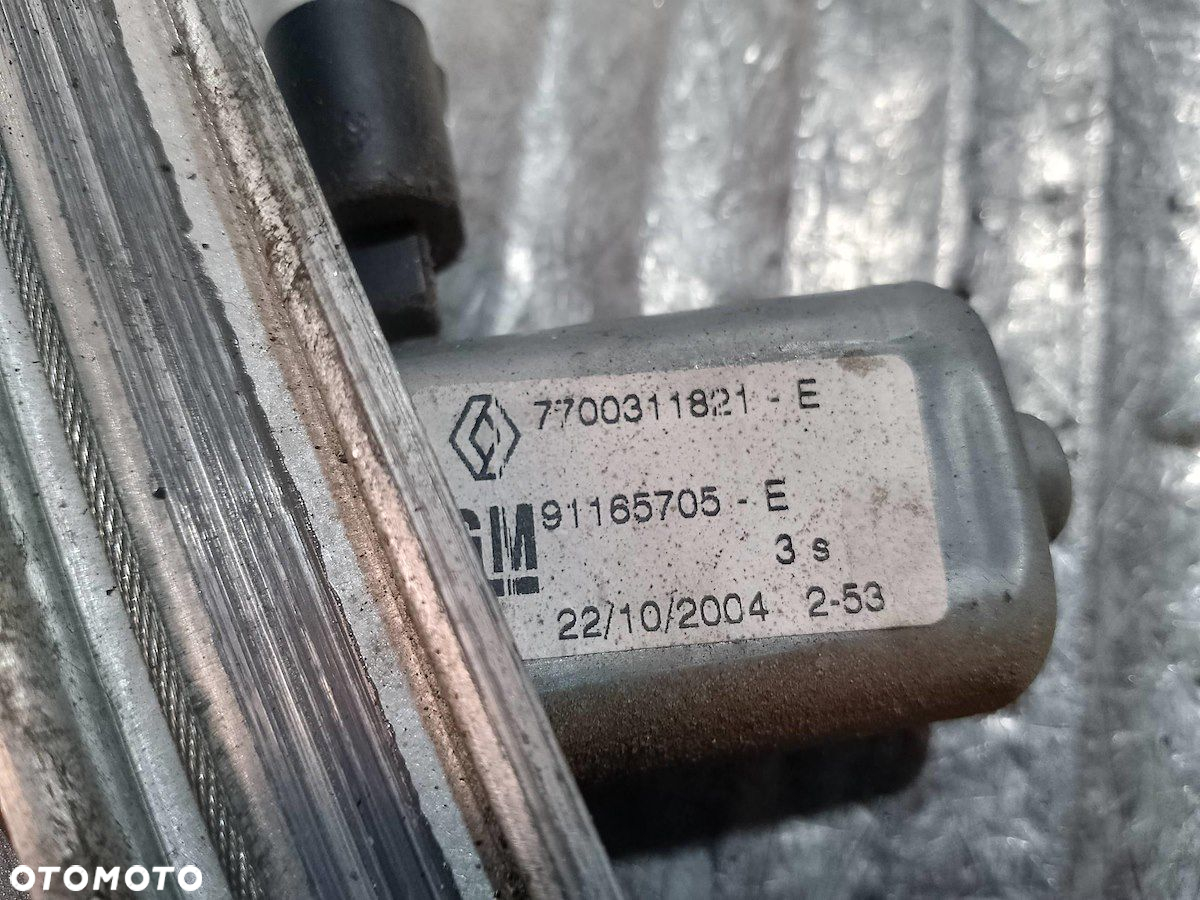 7700311821 - E
GM 91165705 - E
3 s
22/10/2004 2-53
OTOMOTO